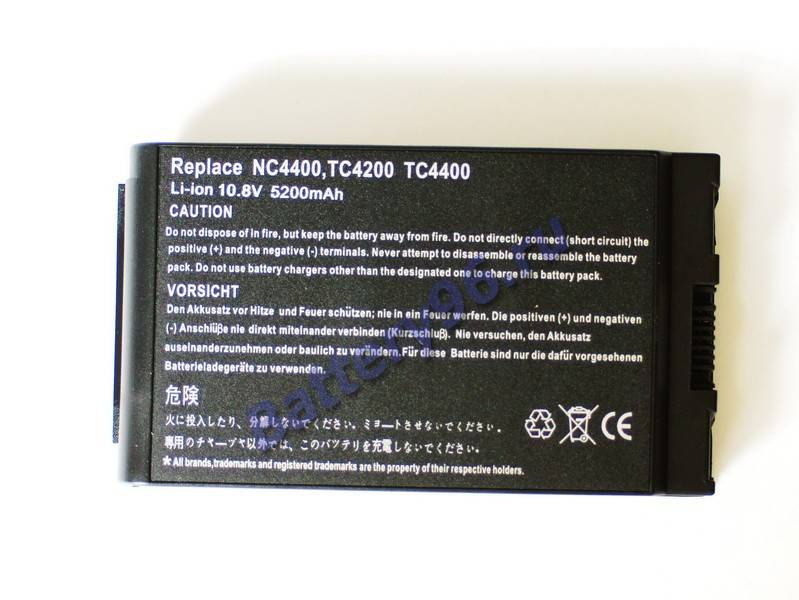 Replace NC4400,TC4200 TC4400
Li-ion 10.8V 5200mAh
CAUTION
Do not dispose of In fire, but keep the battery away from fire. Do not directly connect (short circuit) the
positive (+) and the negative (-) terminals. Never attempt to disassemble or reassemble the battery
pack. Do not use battery chargers other than the designated one to charge this battery pack.
VORSICHT
Den Akkusatz vor Hitze und Feuer schützen; nie in ein Feuer werfen. Die positiven (+) und negativen
(-) Anschlüße nie direkt miteinander verbinden (Kurzschluß). Nie versuchen, den Akkusatz
auseinanderzunehmen oder baulich zu verändern. Für diese Batterie sind nur die dafür vorgesehenen
Batterieladegeräte zu verwenden.
危険
火に投入したり、分解しないでください。ミョートさせないでください。
専用のチャーブヤ以外では、このバツテリを充電しないでください。
* All brands,trademarks and registered trademarks are the property of their respective holders.
CE
Battery96.ru